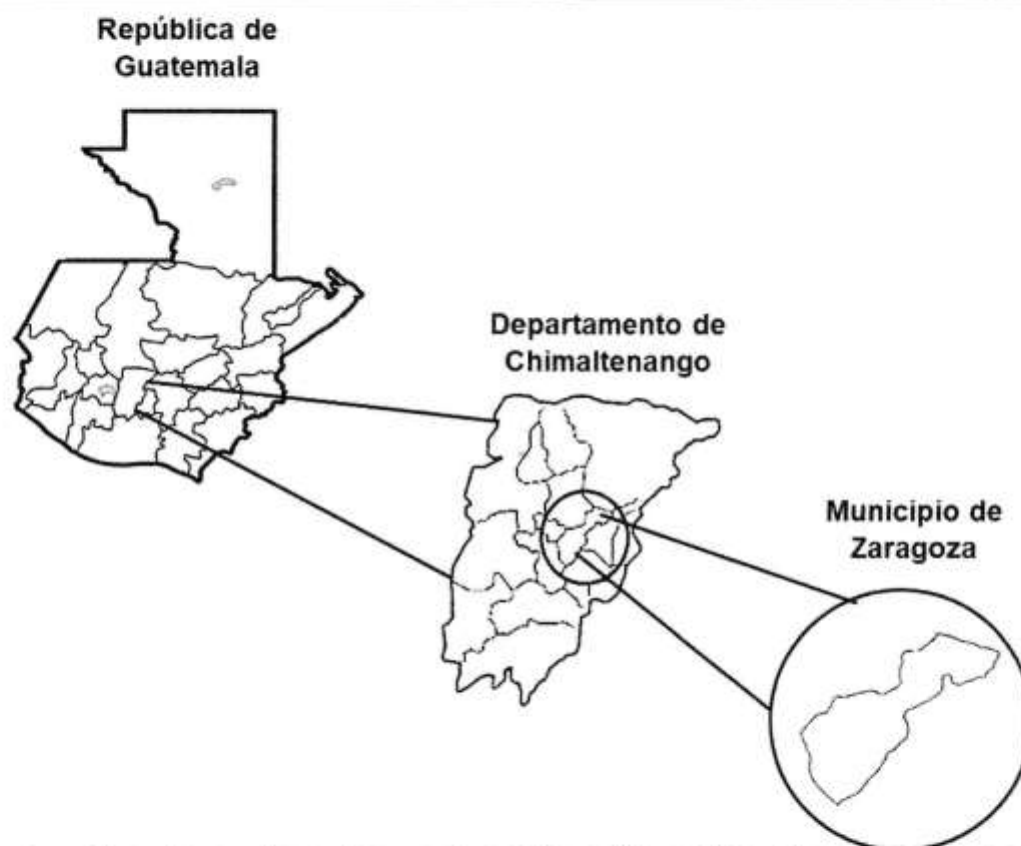 República de
Guatemala
Departamento de
Chimaltenango
Municipio de
Zaragoza